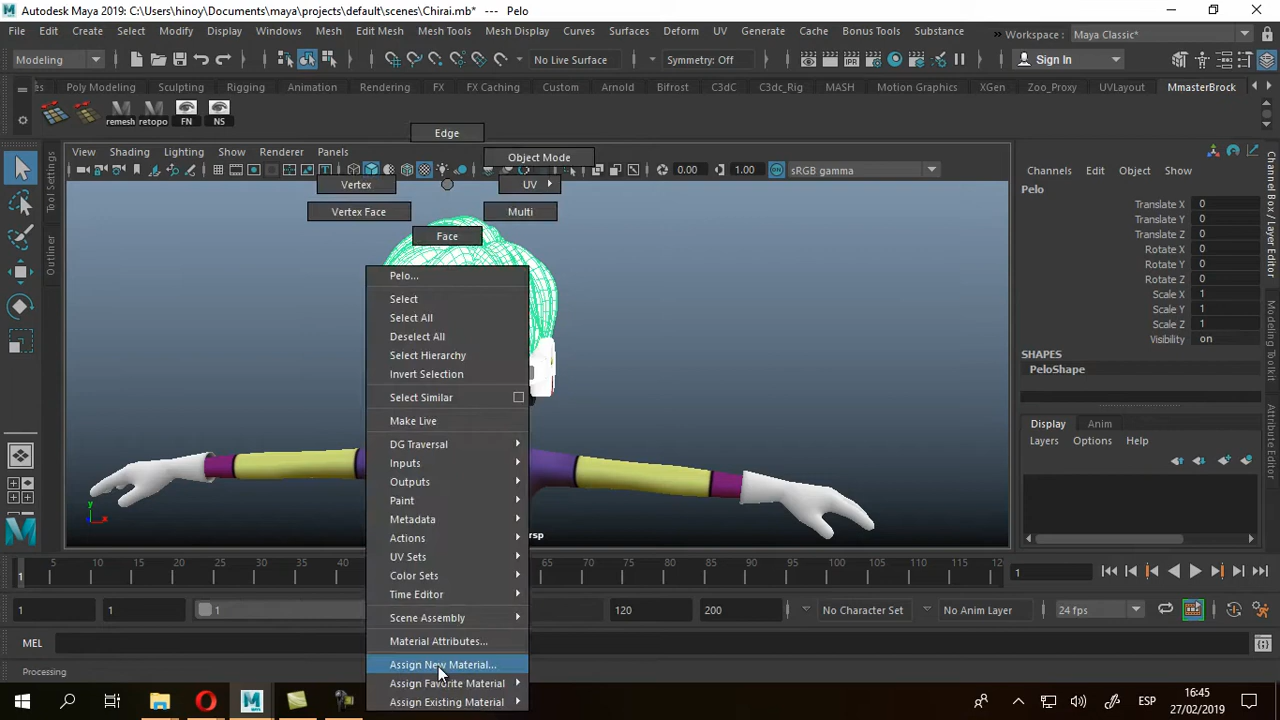 Autodesk Maya 2019: C:\Users\hinoy\Documents\maya\projects\default\scenes\Chirai.mb* --- Pelo
File Edit Create Select Modify Display Windows Mesh Edit Mesh Mesh Tools Mesh Display Curves Surfaces Deform UV Generate Cache Bonus Tools Substance Workspace: Maya Classic*
Modeling No Live Surface Symmetry: Off Sign In
es Poly Modeling Sculpting Rigging Animation Rendering FX FX Caching Custom Arnold Bifrost C3dC C3dc_Rig MASH Motion Graphics XGen Zoo_Proxy UVLayout MmasterBrock
remesh retopo FN NS
Edge
View Shading Lighting Show Renderer Panels
Object Mode
0.00 1.00 sRGB gamma
Vertex UV
Vertex Face Multi
Face
Pelo...
Select
Select All
Deselect All
Select Hierarchy
Invert Selection
Select Similar
Make Live
DG Traversal
Inputs
Outputs
Paint
Metadata
Actions
UV Sets
Color Sets
Time Editor
Scene Assembly
Material Attributes...
Assign New Material...
Assign Favorite Material
Assign Existing Material
Tool Settings
Outliner
y
x
sp
Channels Edit Object Show
Pelo
Translate X 0
Translate Y 0
Translate Z 0
Rotate X 0
Rotate Y 0
Rotate Z 0
Scale X 1
Scale Y 1
Scale Z 1
Visibility on
SHAPES
PeloShape
Display Anim
Layers Options Help
Channel Box / Layer Editor
Modeling Toolkit
Attribute Editor
5 10 15 20 25 30 35 40 65 70 75 80 85 90 95 100 105 110 115 120
1 1
1 1 1 120 200 No Character Set No Anim Layer 24 fps
MEL
Processing
ESP 16:45
27/02/2019